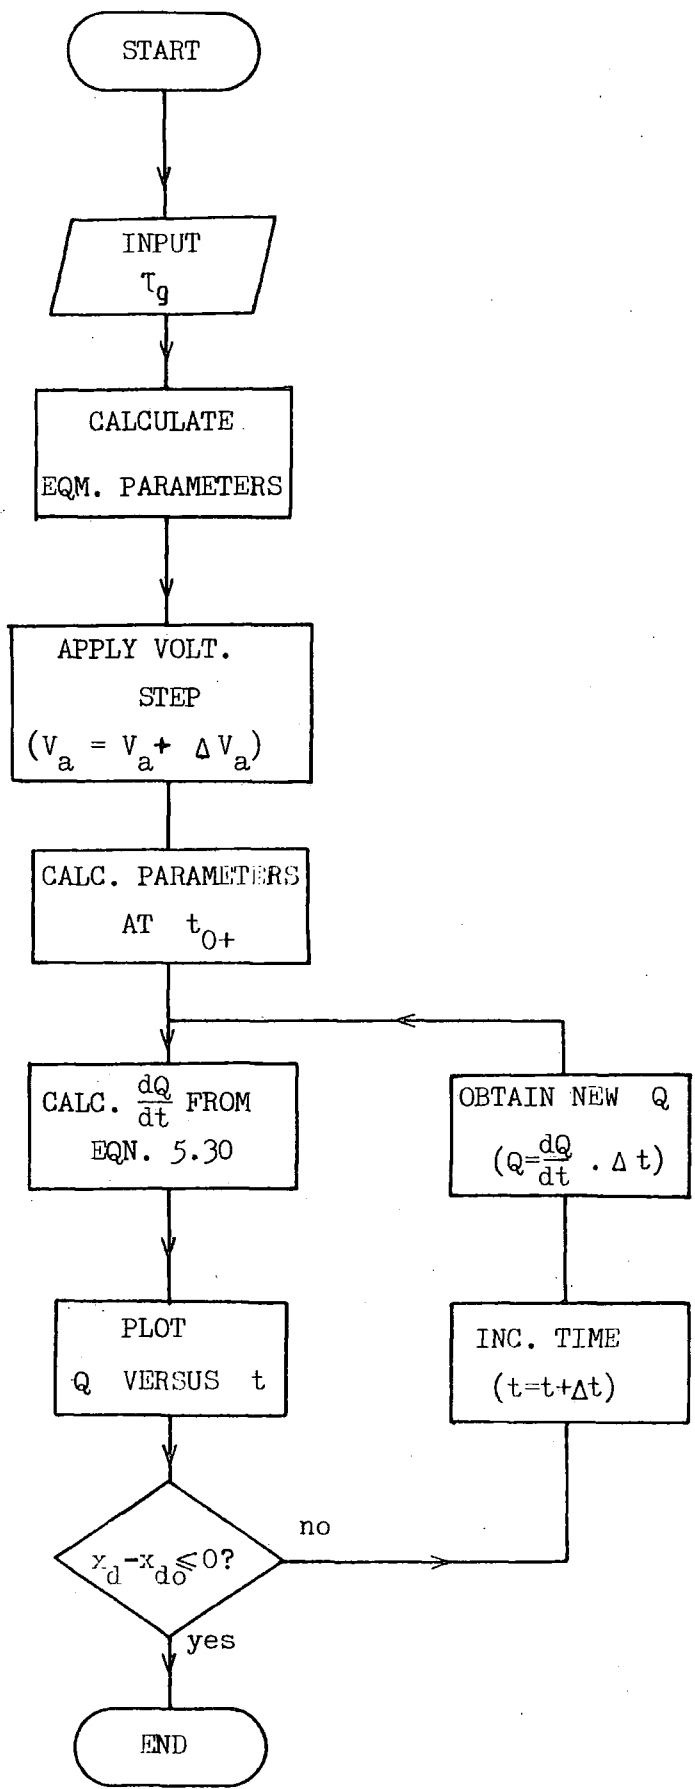 START
INPUT
τg
CALCULATE
EQM. PARAMETERS
APPLY VOLT.
STEP
(Va = Va + ΔVa)
CALC. PARAMETERS
AT t0+
CALC. dQ/dt FROM
EQN. 5.30
PLOT
Q VERSUS t
xd-xdo≤0?
no
yes
END
INC. TIME
(t=t+Δt)
OBTAIN NEW Q
(Q=dQ/dt . Δt)